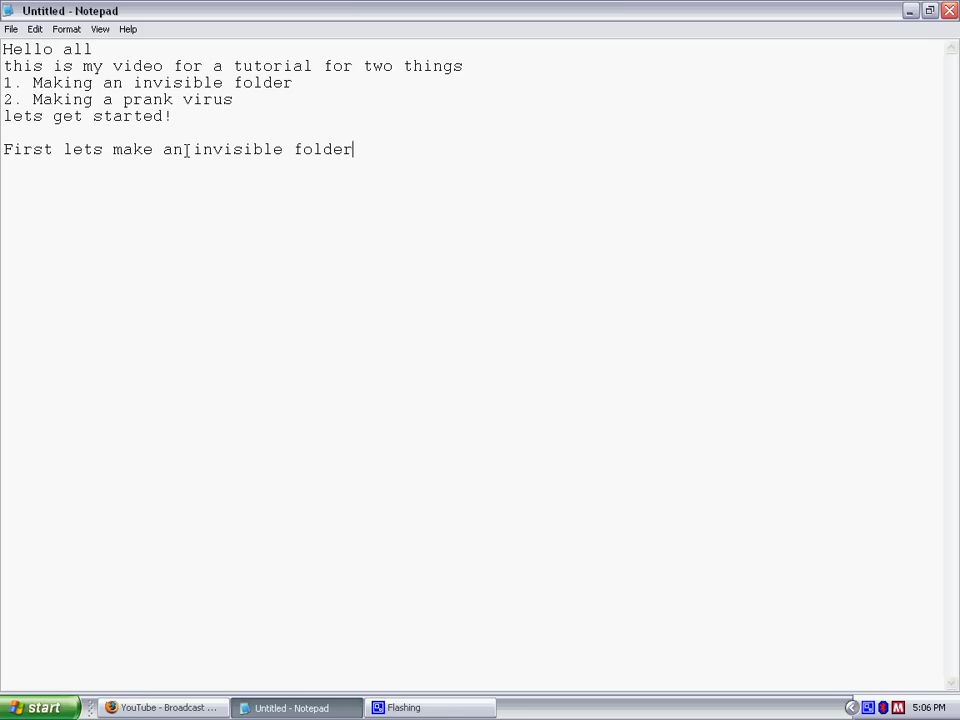 Untitled - Notepad
File Edit Format View Help
Hello all
this is my video for a tutorial for two things
1. Making an invisible folder
2. Making a prank virus
lets get started!
First lets make an invisible folder
start YouTube - Broadcast ... Untitled - Notepad Flashing 5:06 PM